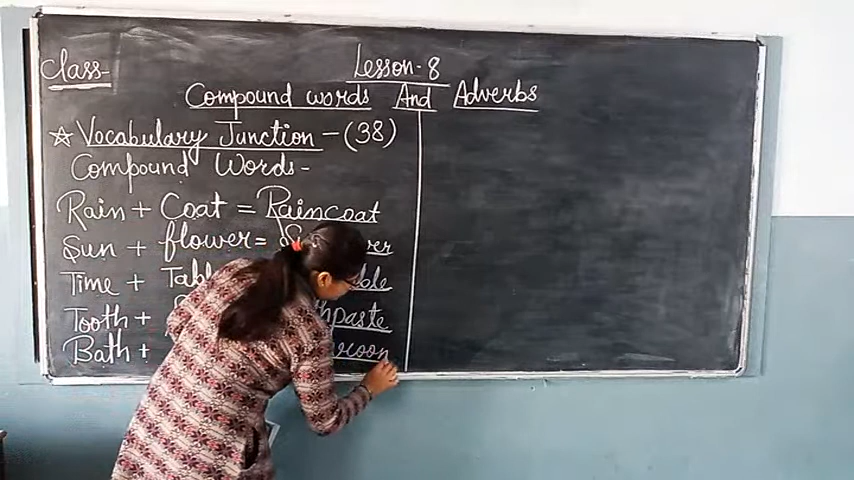 Class-
Lesson-8
Compound words And Adverbs
☆ Vocabulary Junction - (38)
Compound Words-
Rain + Coat = Raincoat
Sun + flower =
Time +
Tooth +
Bath +